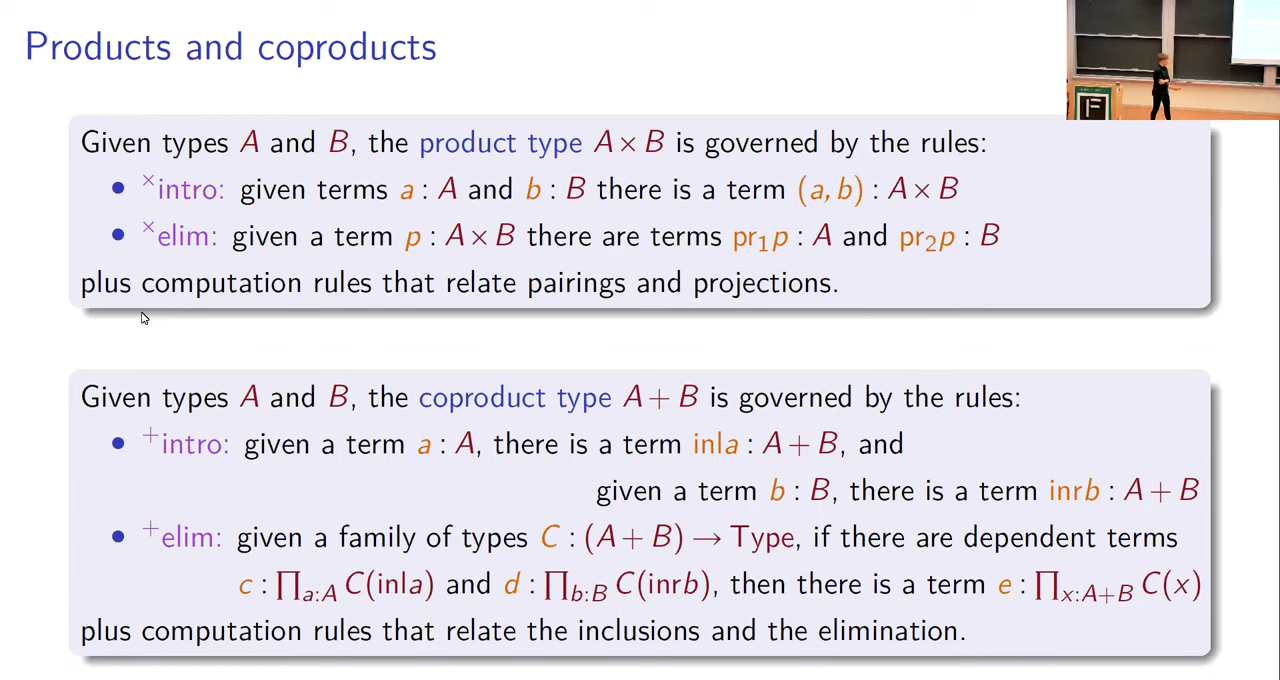 Products and coproducts
F
Given types A and B, the product type A × B is governed by the rules:
• ×intro: given terms a : A and b : B there is a term (a, b) : A × B
• ×elim: given a term p : A × B there are terms pr₁p : A and pr₂p : B
plus computation rules that relate pairings and projections.
Given types A and B, the coproduct type A + B is governed by the rules:
• +intro: given a term a : A, there is a term inla : A + B, and
given a term b : B, there is a term inrb : A + B
• +elim: given a family of types C : (A + B) → Type, if there are dependent terms
c : ∏a:A C(inla) and d : ∏b:B C(inrb), then there is a term e : ∏x:A+B C(x)
plus computation rules that relate the inclusions and the elimination.